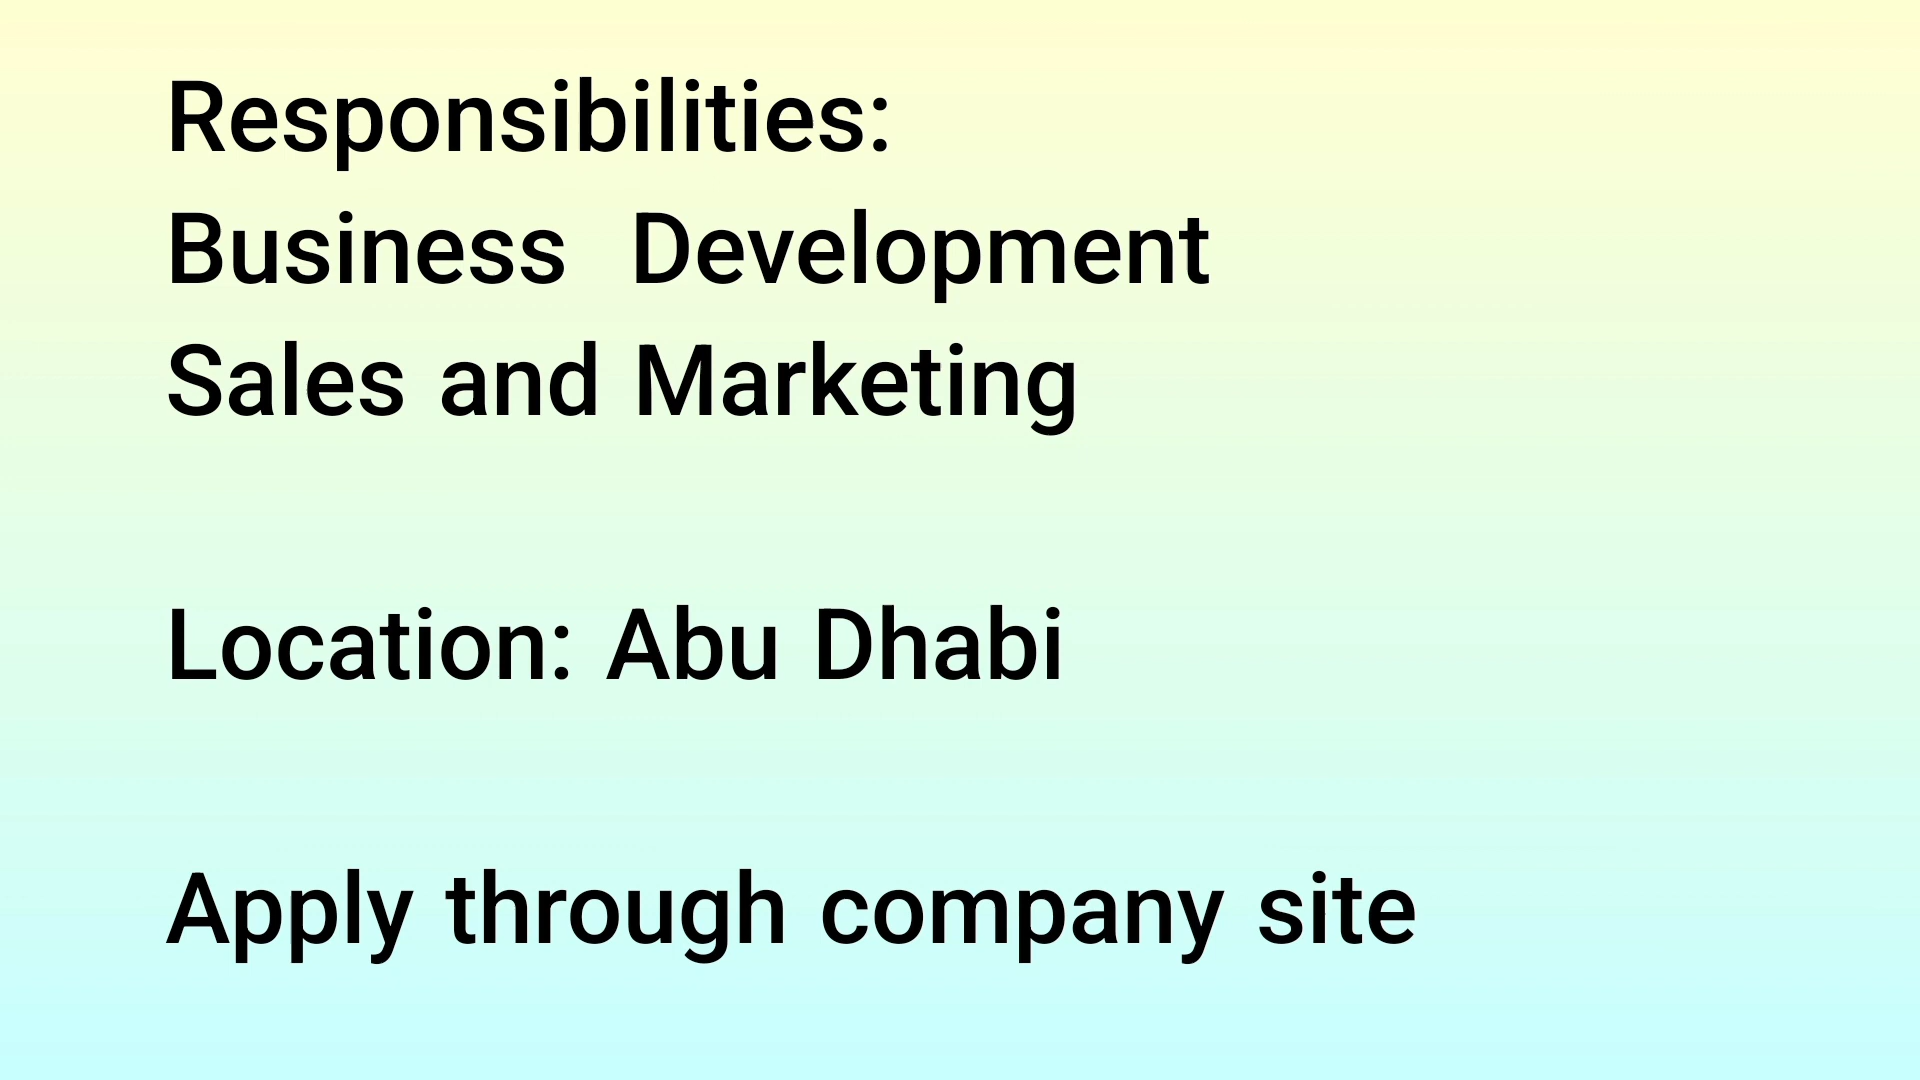 Responsibilities:
Business  Development
Sales and Marketing
Location: Abu Dhabi
Apply through company site